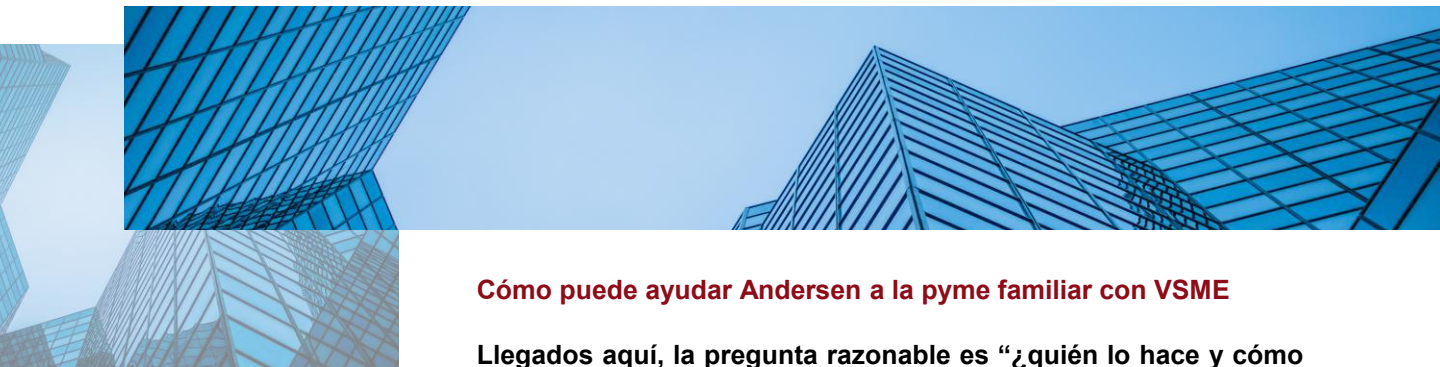 Cómo puede ayudar Andersen a la pyme familiar con VSME
Llegados aquí, la pregunta razonable es “¿quién lo hace y cómo